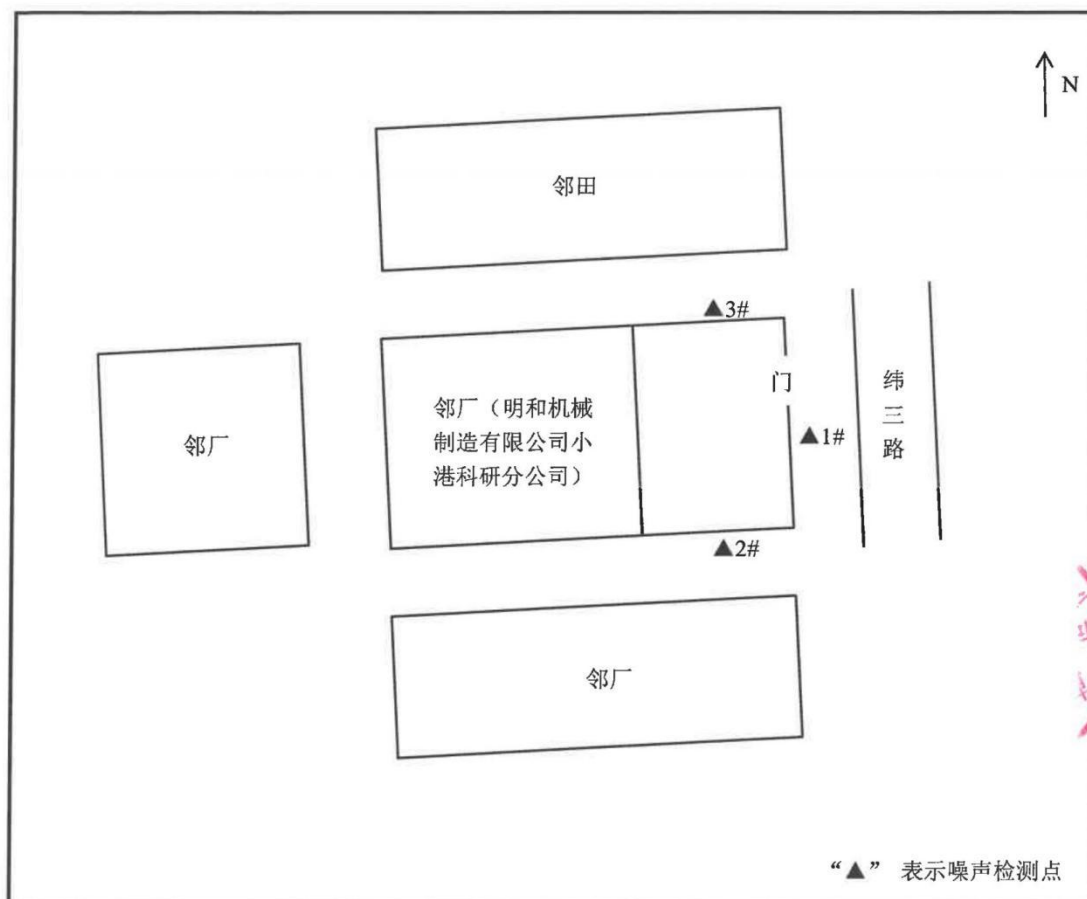 N
邻田
▲3#
门
纬
三
路
邻厂
邻厂（明和机械
制造有限公司小
港科研分公司）
▲1#
▲2#
邻厂
“▲” 表示噪声检测点